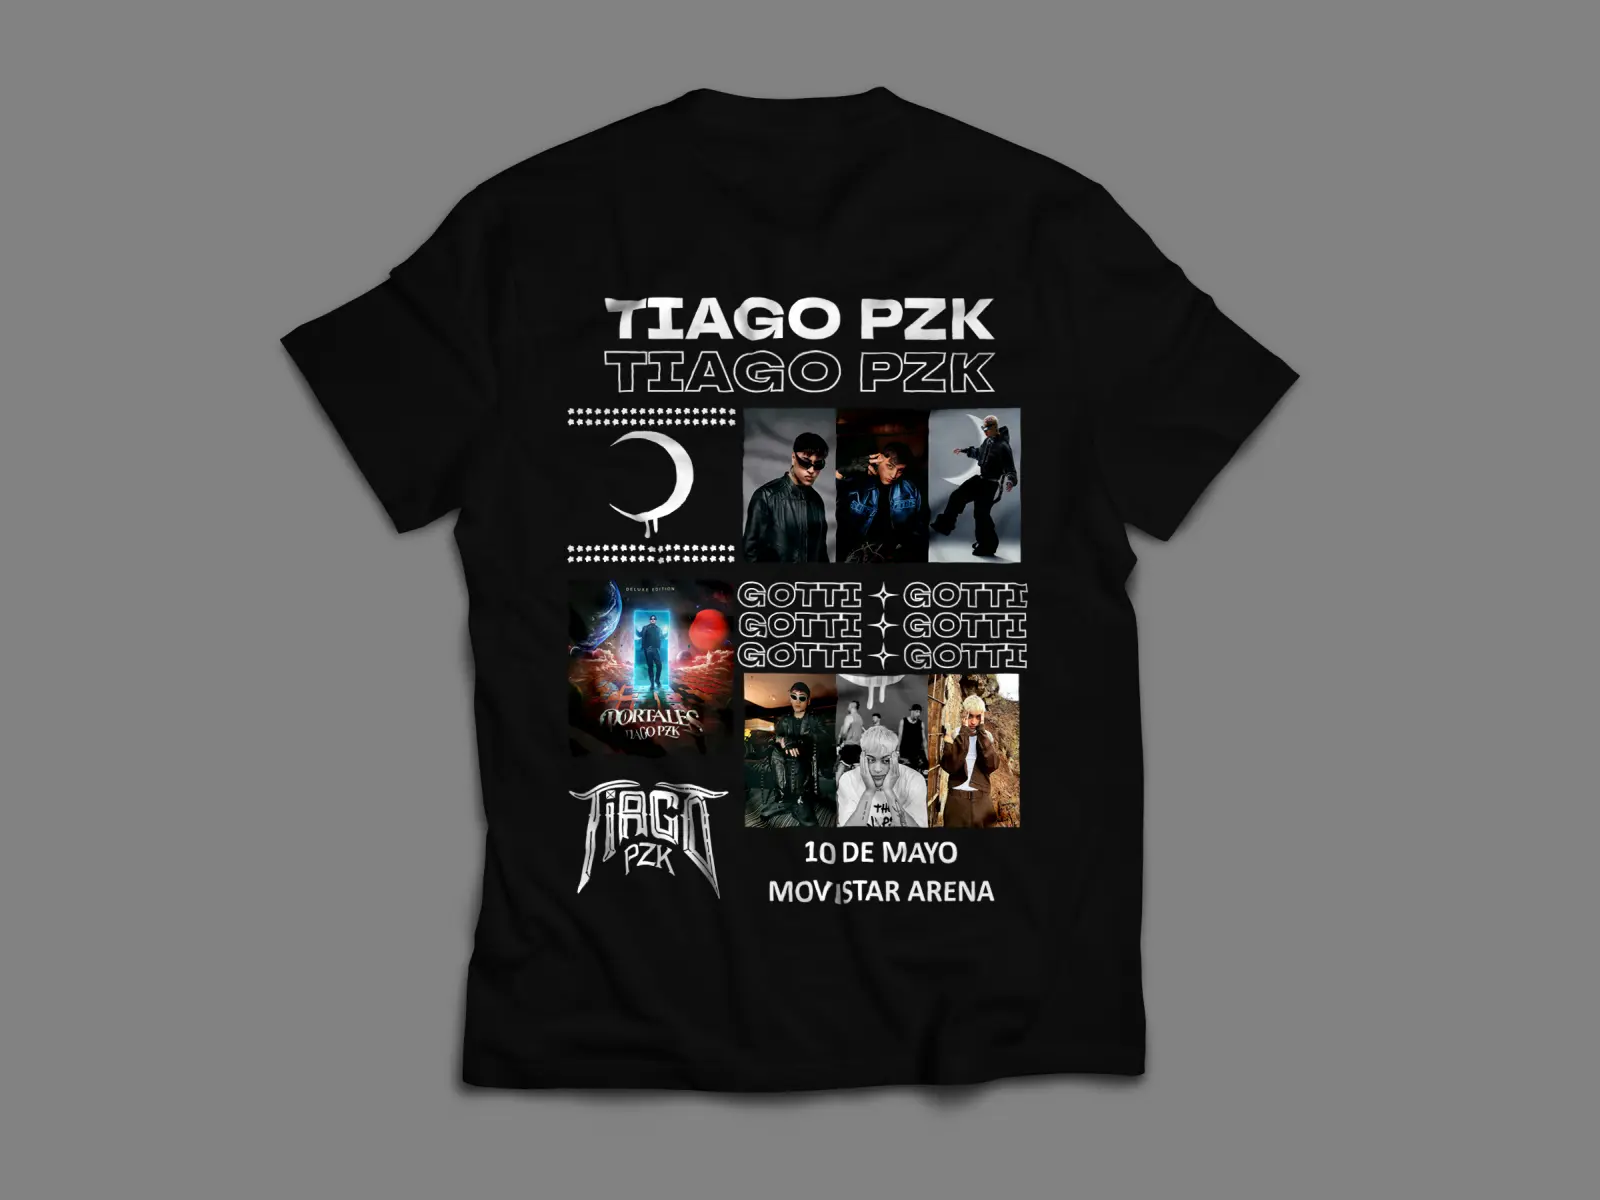 TIAGO PZK
TIAGO PZK
DELUXE EDITION
PORTALES
TIAGO PZK
GOTTI GOTTI
GOTTI GOTTI
GOTTI GOTTI
TIAGO
PZK
10 DE MAYO
MOVISTAR ARENA